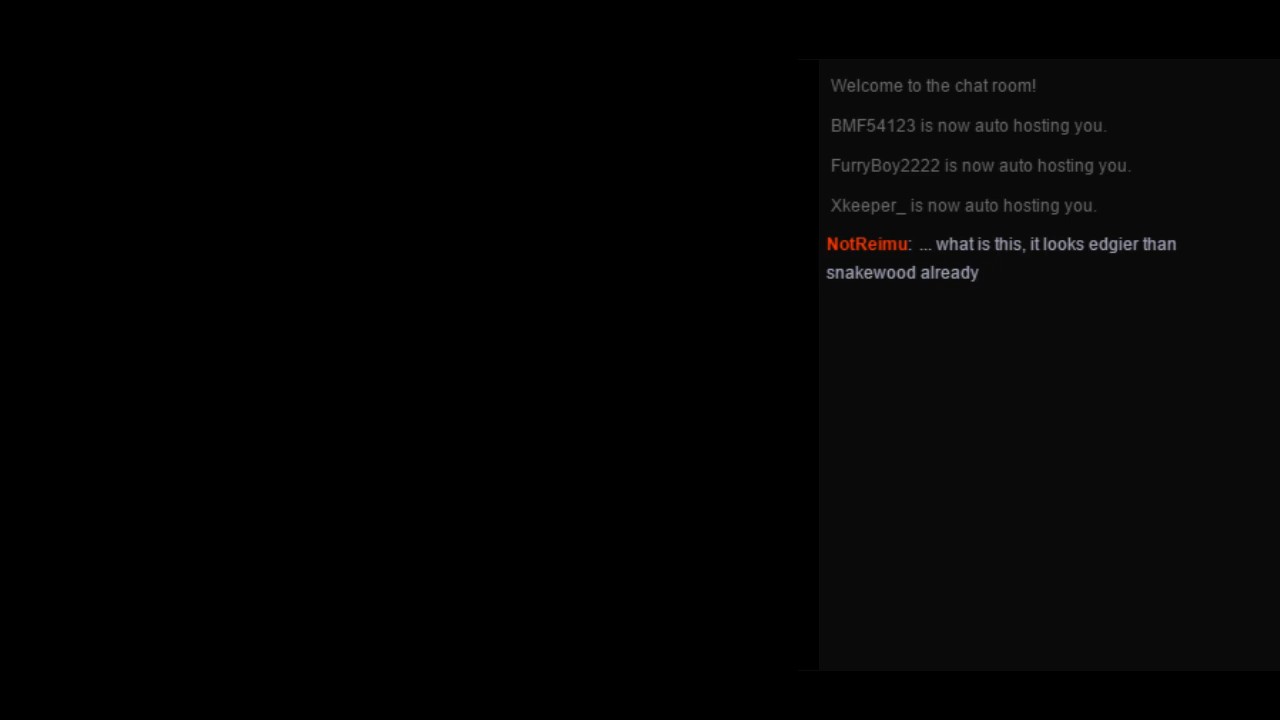 Welcome to the chat room!
BMF54123 is now auto hosting you.
FurryBoy2222 is now auto hosting you.
Xkeeper_ is now auto hosting you.
NotReimu: ... what is this, it looks edgier than
snakewood already